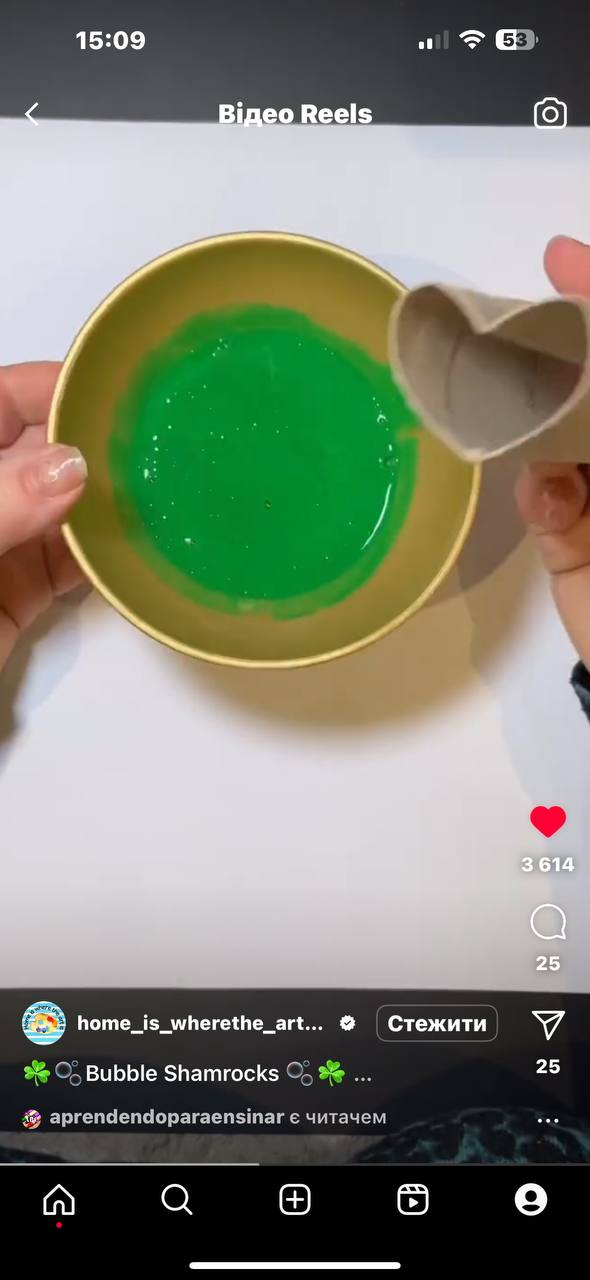 15:09
53
Відео Reels
3 614
25
home_is_wherethe_art...
Стежити
☘️🫧Bubble Shamrocks 🫧☘️ ...
25
aprendendoparaensinar є читачем